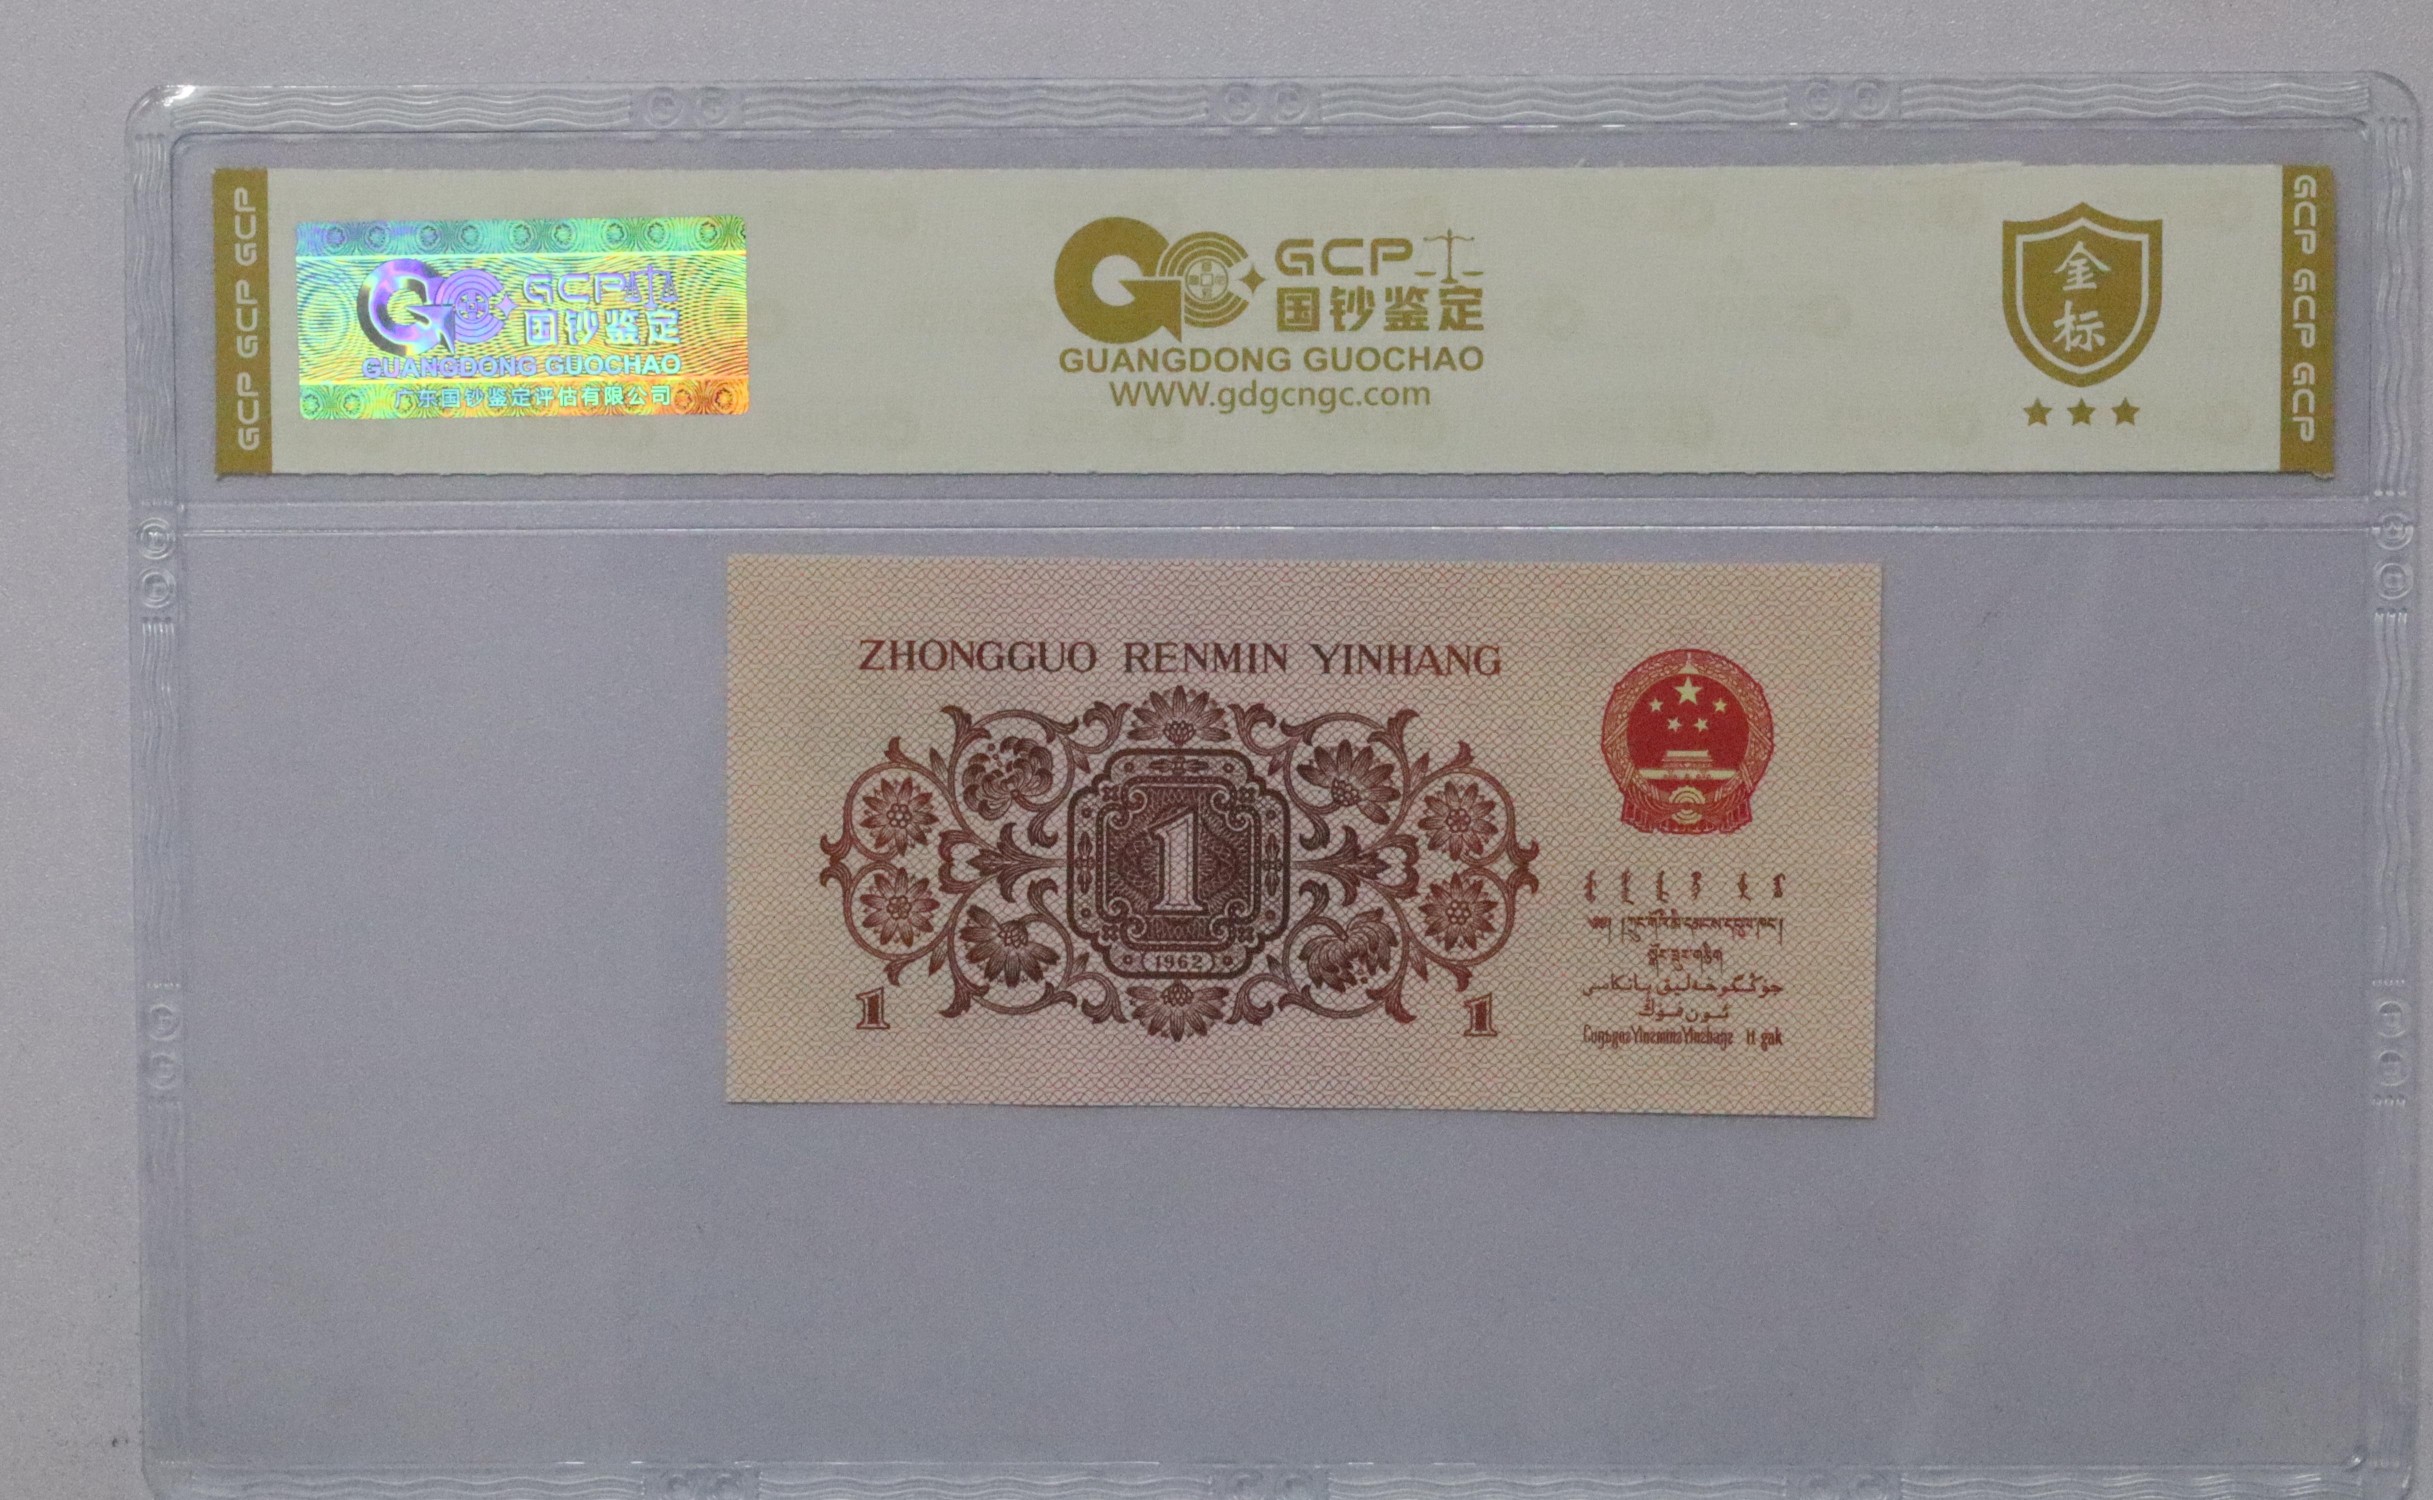 GCP GCP GCP
GCP
国钞鉴定
GUANGDONG GUOCHAO
广东国钞鉴定评估有限公司
GCP
国钞鉴定
GUANGDONG GUOCHAO
WWW.gdgcngc.com
金
标
GCP GCP GCP
ZHONGGUO RENMIN YINHANG
1
1962
1
1